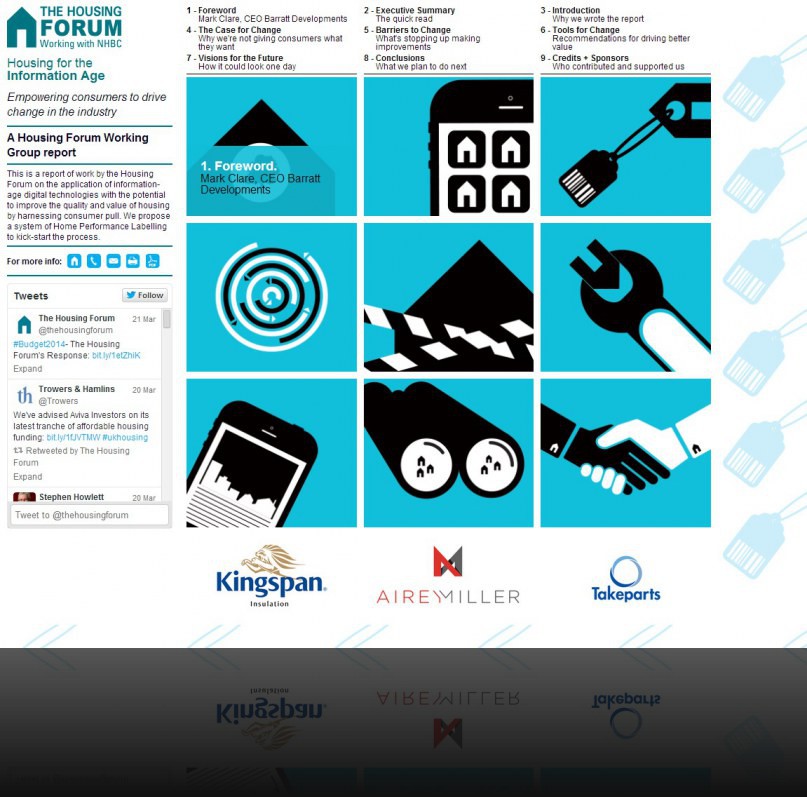 THE HOUSING
FORUM
Working with NHBC
Housing for the
Information Age
Empowering consumers to drive
change in the industry
A Housing Forum Working
Group report
This is a report of work by the Housing
Forum on the application of information-
age digital technologies with the potential
to improve the quality and value of housing
by harnessing consumer pull. We propose
a system of Home Performance Labelling
to kick-start the process.
For more info:
Tweets
Follow
The Housing Forum 21 Mar
@thehousingforum
#Budget2014- The Housing
Forum's Response: bit.ly/1etZhiK
Expand
Trowers & Hamlins 20 Mar
@Trowers
We've advised Aviva Investors on its
latest tranche of affordable housing
funding: bit.ly/1fJVTMW #ukhousing
Retweeted by The Housing
Forum
Expand
Stephen Howlett 20 Mar
Tweet to @thehousingforum
1 - Foreword
Mark Clare, CEO Barratt Developments
4 - The Case for Change
Why we're not giving consumers what
they want
7 - Visions for the Future
How it could look one day
2 - Executive Summary
The quick read
5 - Barriers to Change
What's stopping up making
improvements
8 - Conclusions
What we plan to do next
3 - Introduction
Why we wrote the report
6 - Tools for Change
Recommendations for driving better
value
9 - Credits + Sponsors
Who contributed and supported us
1. Foreword.
Mark Clare, CEO Barratt
Developments
Kingspan®
Insulation
AIREYMILLER
Takeparts